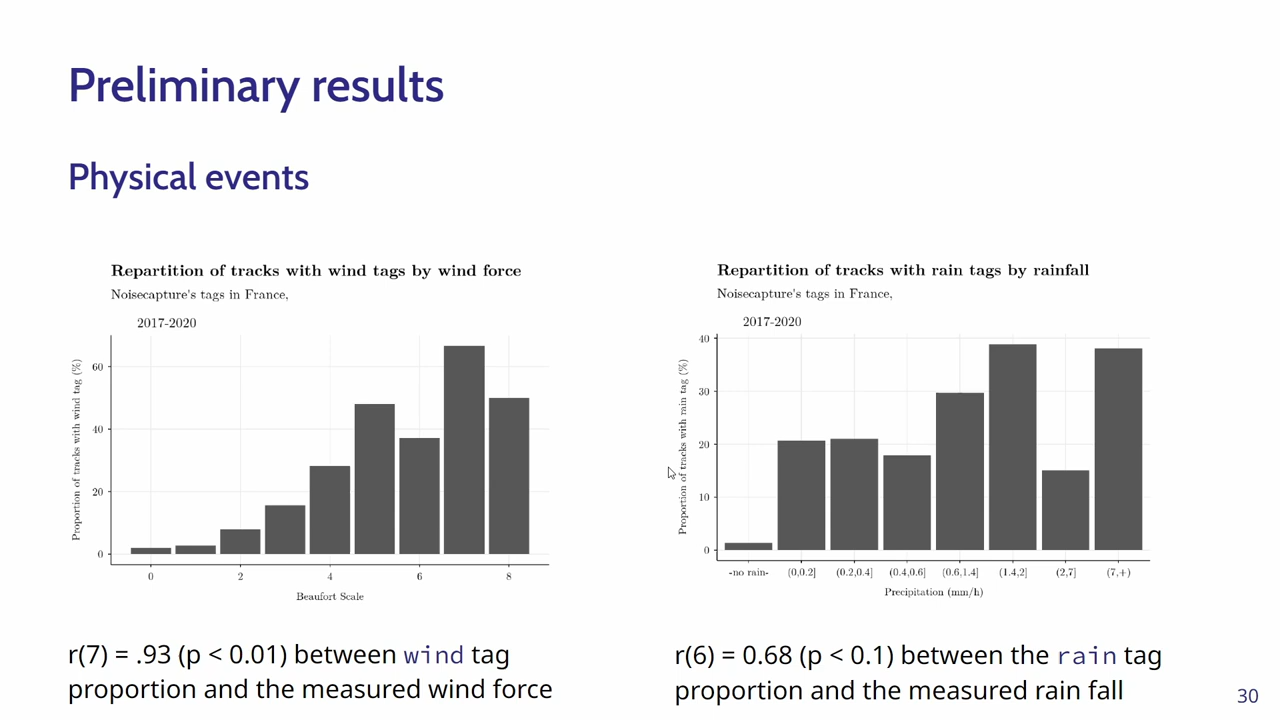 Preliminary results
Physical events
Repartition of tracks with wind tags by wind force
Noisecapture's tags in France,
2017-2020
Proportion of tracks with wind tag (%)
60
40
20
0
0 2 4 6 8
Beaufort Scale
r(7) = .93 (p < 0.01) between wind tag
proportion and the measured wind force
Repartition of tracks with rain tags by rainfall
Noisecapture's tags in France,
2017-2020
Proportion of tracks with rain tag (%)
40
30
20
10
0
-no rain- (0,0.2] (0.2,0.4] (0.4,0.6] (0.6,1.4] (1.4,2] (2,7] (7,+)
Precipitation (mm/h)
r(6) = 0.68 (p < 0.1) between the rain tag
proportion and the measured rain fall
30